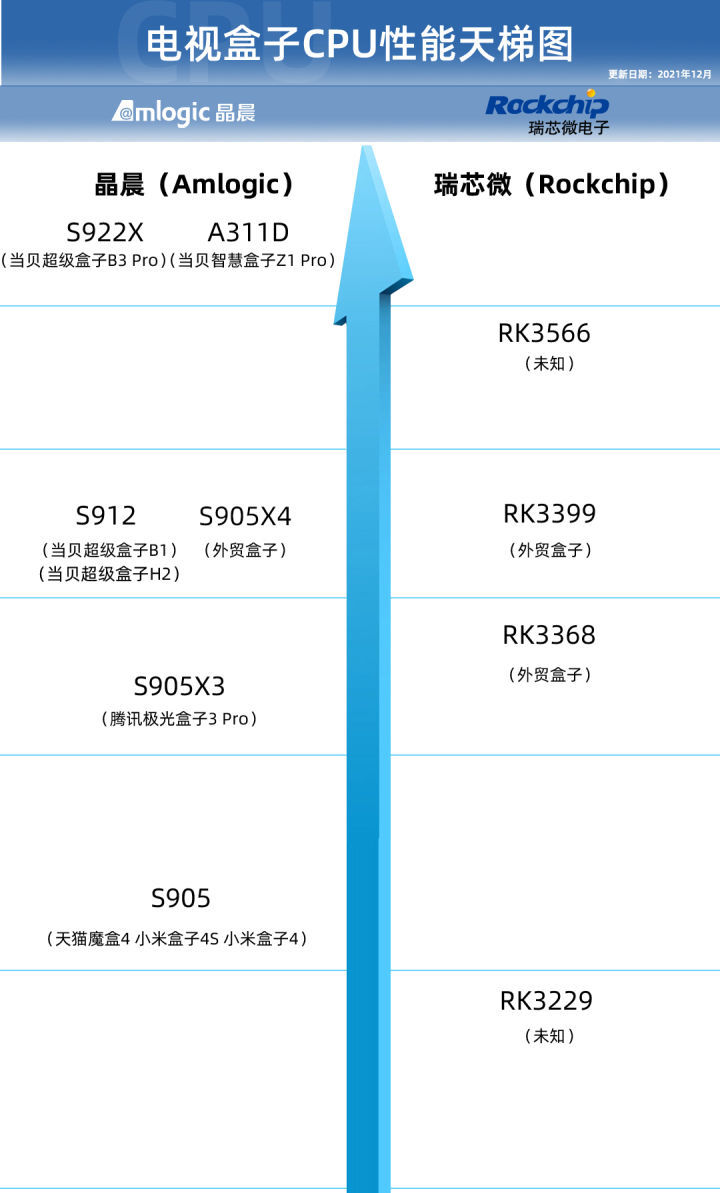 电视盒子CPU性能天梯图
CPU
更新日期：2021年12月
@mlogic 晶晨
Rockchip
瑞芯微电子
晶晨（Amlogic）
瑞芯微（Rockchip）
S922X
A311D
（当贝超级盒子B3 Pro）
（当贝智慧盒子Z1 Pro）
RK3566
（未知）
S912
S905X4
RK3399
（当贝超级盒子B1）
（外贸盒子）
（外贸盒子）
（当贝超级盒子H2）
RK3368
（外贸盒子）
S905X3
（腾讯极光盒子3 Pro）
S905
（天猫魔盒4 小米盒子4S 小米盒子4）
RK3229
（未知）